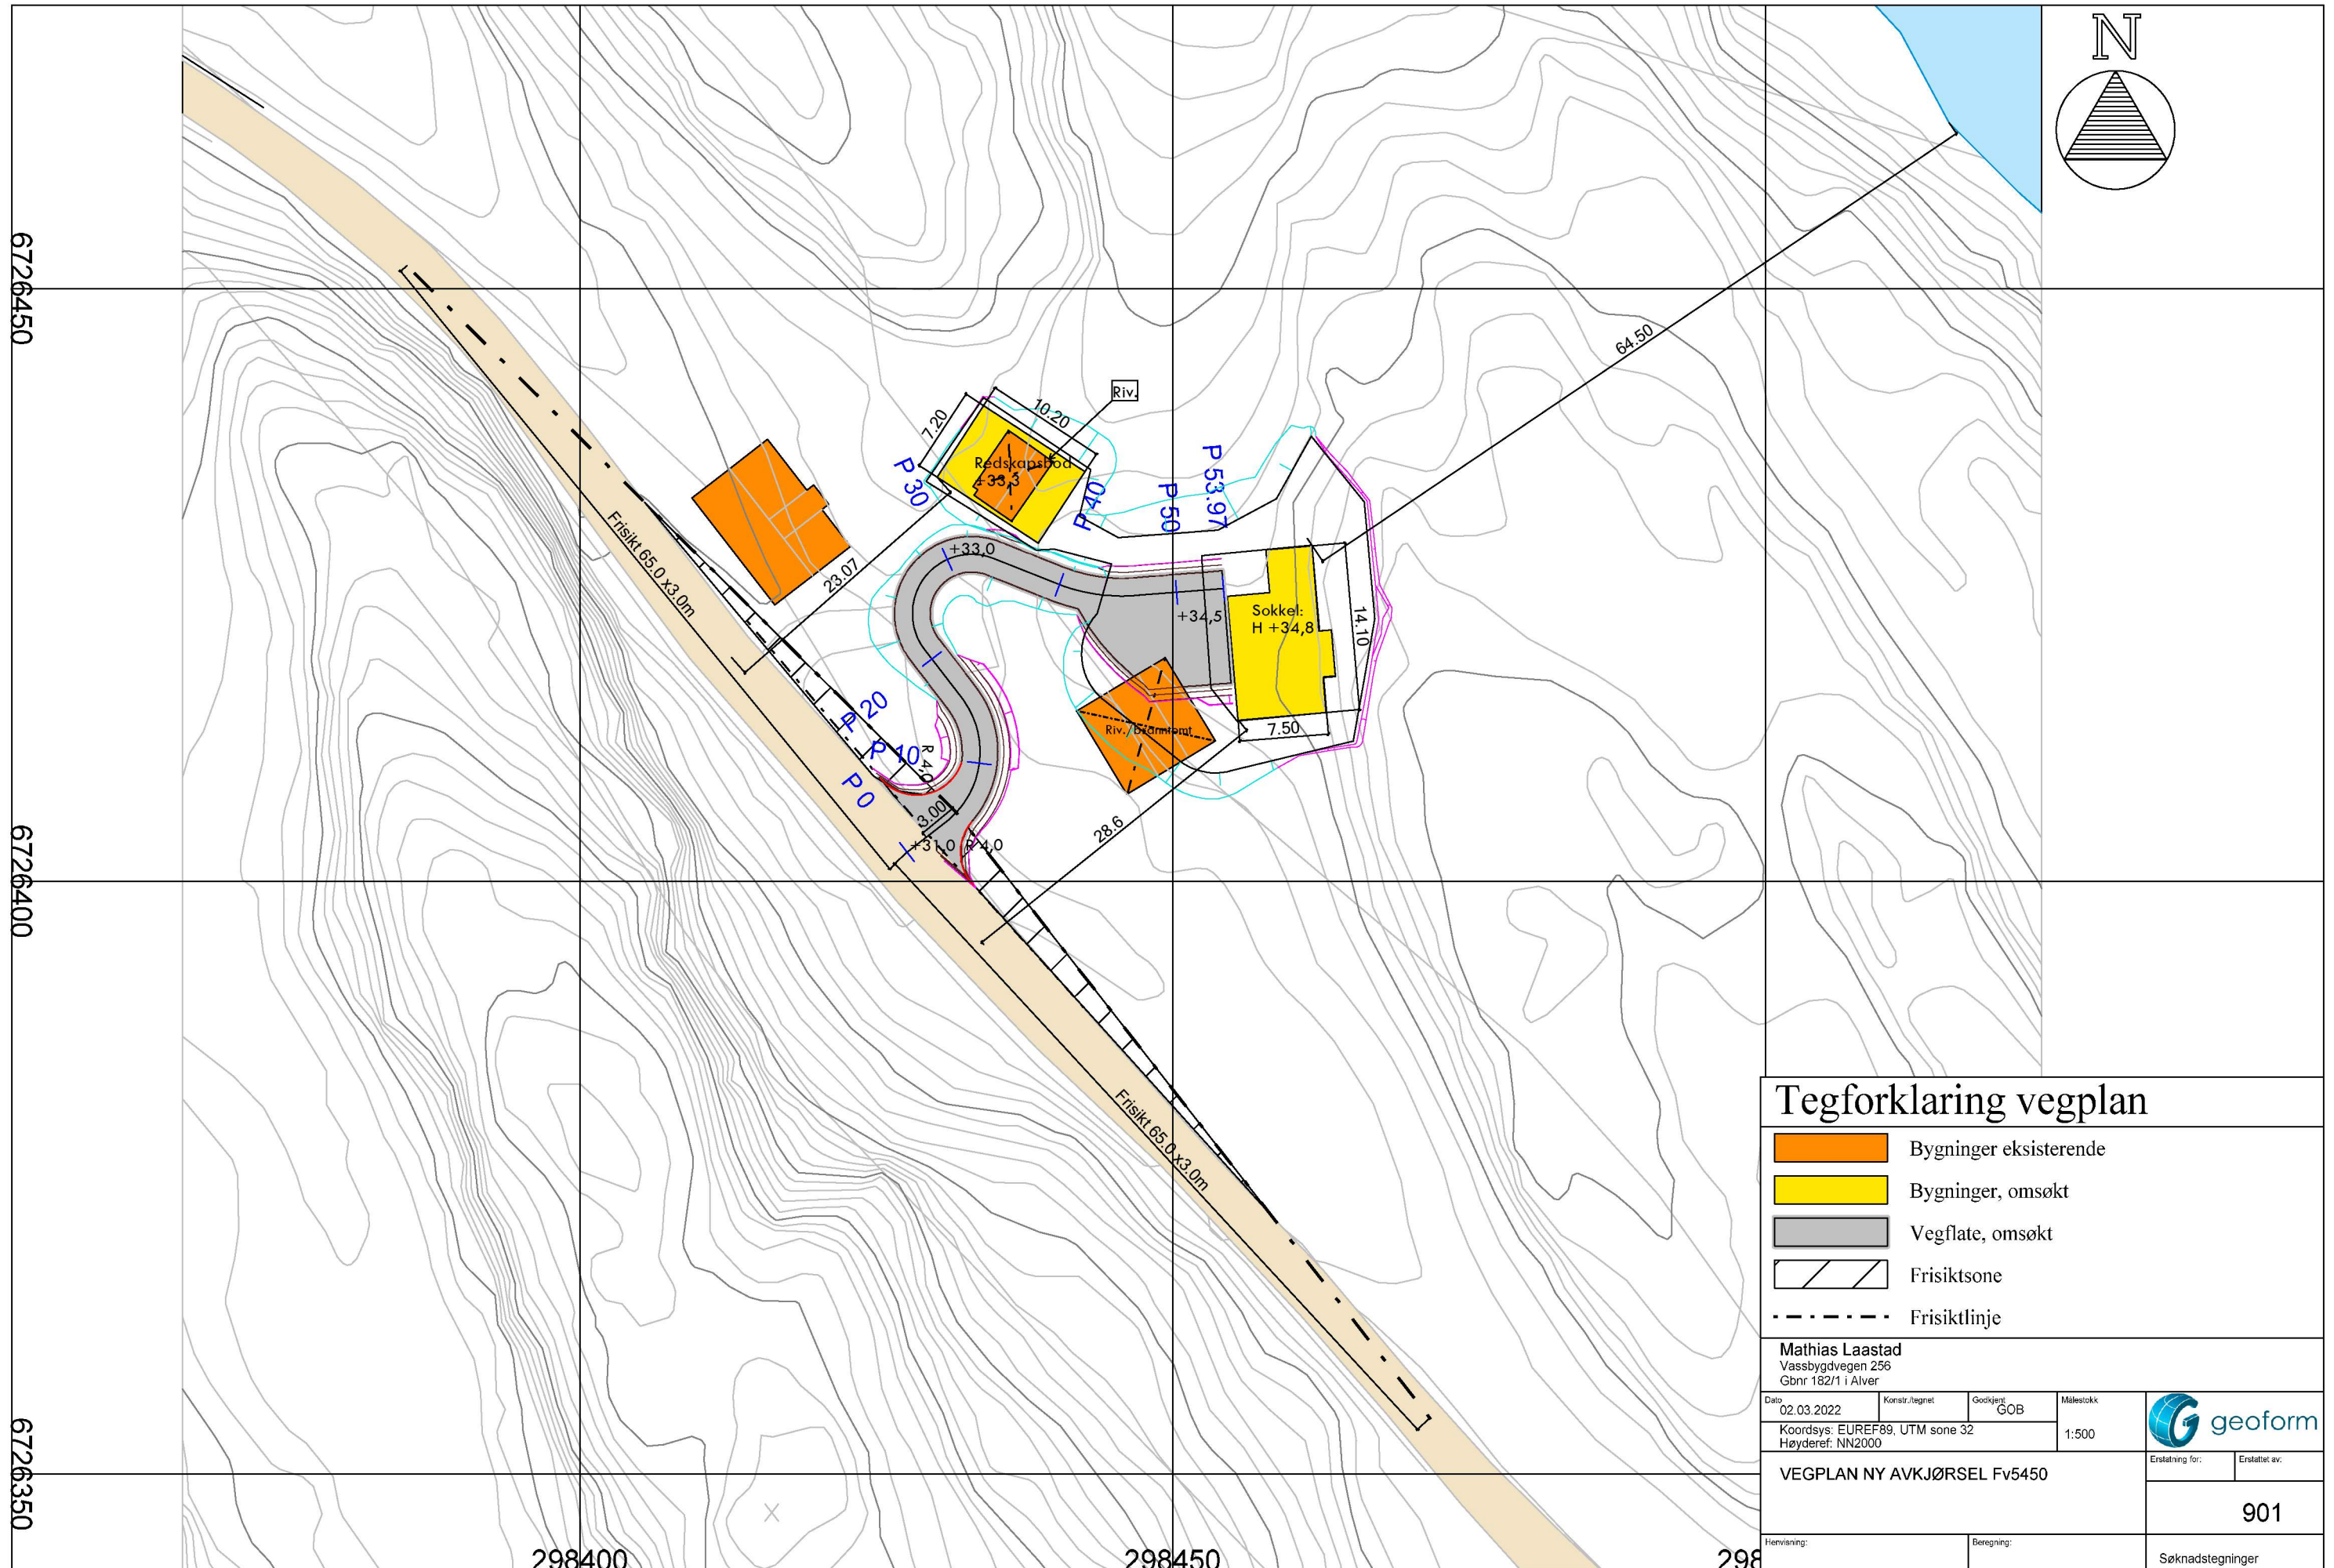 N
6726450
6726400
6726350
298400
298450
298
64.50
Riv.
10.20
7.20
Redskapsbod
+33,3
P 30
P 40
P 50
P 53.97
+33,0
23.07
Frisikt 65.0 x3.0m
+34,5
Sokkel:
H +34,8
14.10
7.50
Riv./branntomt
P 20
P 10
P 0
R 4,0
3.00
+31,0
R 4,0
28.6
Frisikt 65.0 x3.0m
Tegforklaring vegplan
Bygninger eksisterende
Bygninger, omsøkt
Vegflate, omsøkt
Frisiktsone
Frisiktlinje
Mathias Laastad
Vassbygdvegen 256
Gbnr 182/1 i Alver
Dato
02.03.2022
Konstr./tegnet
Godkjent
GOB
Målestokk
1:500
Koordsys: EUREF89, UTM sone 32
Høyderef: NN2000
geoform
VEGPLAN NY AVKJØRSEL Fv5450
Erstatning for:
Erstattet av:
901
Henvisning:
Beregning:
Søknadstegninger